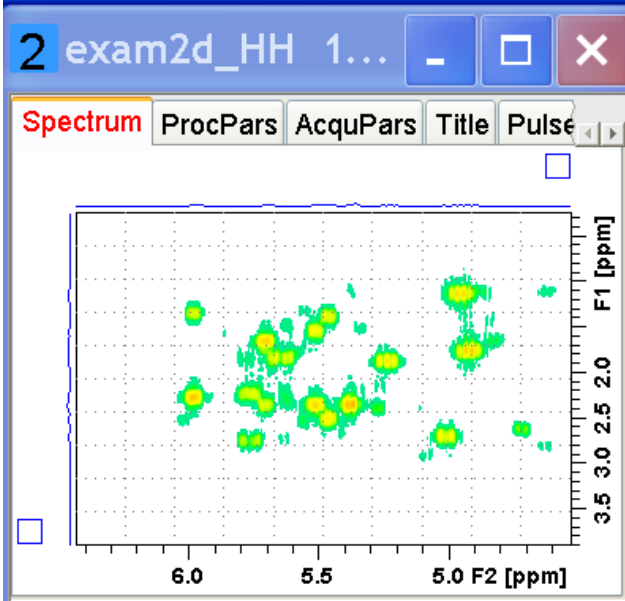 2 exam2d_HH 1...
Spectrum ProcPars AcquPars Title Pulse
F1 [ppm]
2.0
2.5
3.0
3.5
6.0 5.5 5.0 F2 [ppm]